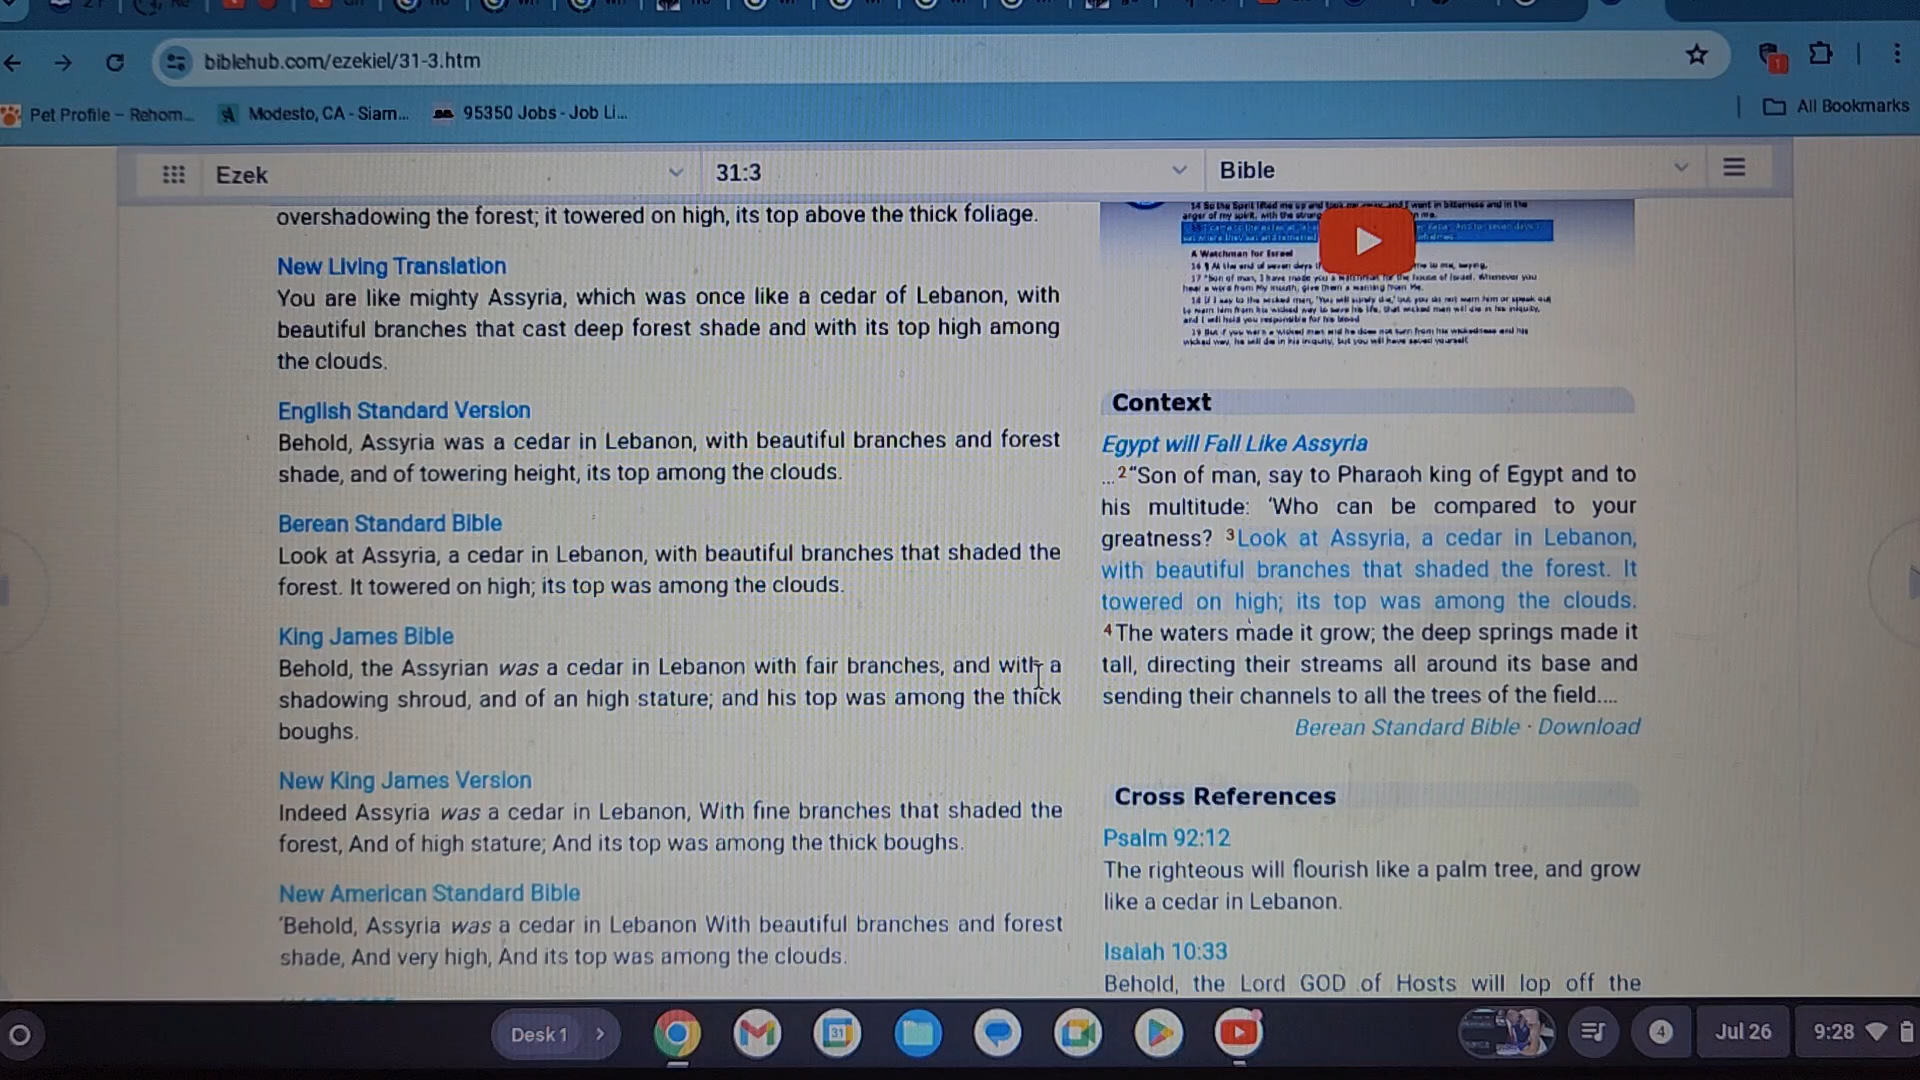 biblehub.com/ezekiel/31-3.htm
1
Pet Profile – Rehom...
Modesto, CA - Siam...
95350 Jobs - Job Li...
All Bookmarks
Ezek
31:3
Bible
overshadowing the forest; it towered on high, its top above the thick foliage.
New Living Translation
You are like mighty Assyria, which was once like a cedar of Lebanon, with
beautiful branches that cast deep forest shade and with its top high among
the clouds.
English Standard Version
Behold, Assyria was a cedar in Lebanon, with beautiful branches and forest
shade, and of towering height, its top among the clouds.
Berean Standard Bible
Look at Assyria, a cedar in Lebanon, with beautiful branches that shaded the
forest. It towered on high; its top was among the clouds.
King James Bible
Behold, the Assyrian was a cedar in Lebanon with fair branches, and with a
shadowing shroud, and of an high stature; and his top was among the thick
boughs.
New King James Version
Indeed Assyria was a cedar in Lebanon, With fine branches that shaded the
forest, And of high stature; And its top was among the thick boughs.
New American Standard Bible
‘Behold, Assyria was a cedar in Lebanon With beautiful branches and forest
shade, And very high, And its top was among the clouds.
A Watchman for Israel
Context
Egypt will Fall Like Assyria
...2“Son of man, say to Pharaoh king of Egypt and to
his multitude: ‘Who can be compared to your
greatness? 3Look at Assyria, a cedar in Lebanon,
with beautiful branches that shaded the forest. It
towered on high; its top was among the clouds.
4The waters made it grow; the deep springs made it
tall, directing their streams all around its base and
sending their channels to all the trees of the field....
Berean Standard Bible · Download
Cross References
Psalm 92:12
The righteous will flourish like a palm tree, and grow
like a cedar in Lebanon.
Isaiah 10:33
Behold, the Lord GOD of Hosts will lop off the
Desk 1
31
4
Jul 26
9:28